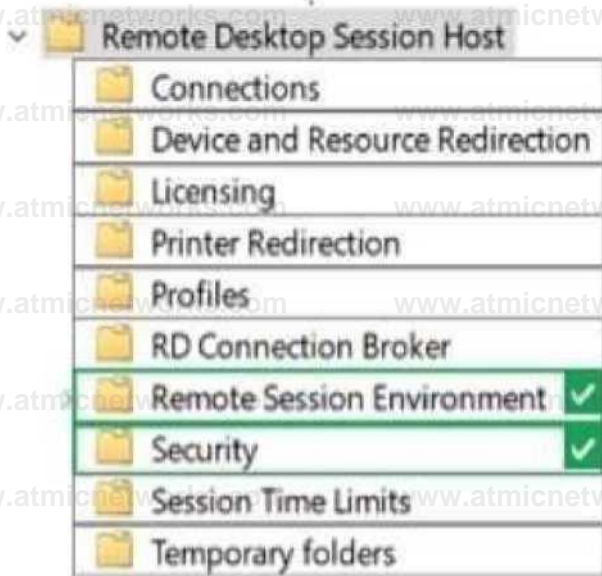 Remote Desktop Session Host
Connections
Device and Resource Redirection
Licensing
Printer Redirection
Profiles
RD Connection Broker
Remote Session Environment
Security
Session Time Limits
Temporary folders